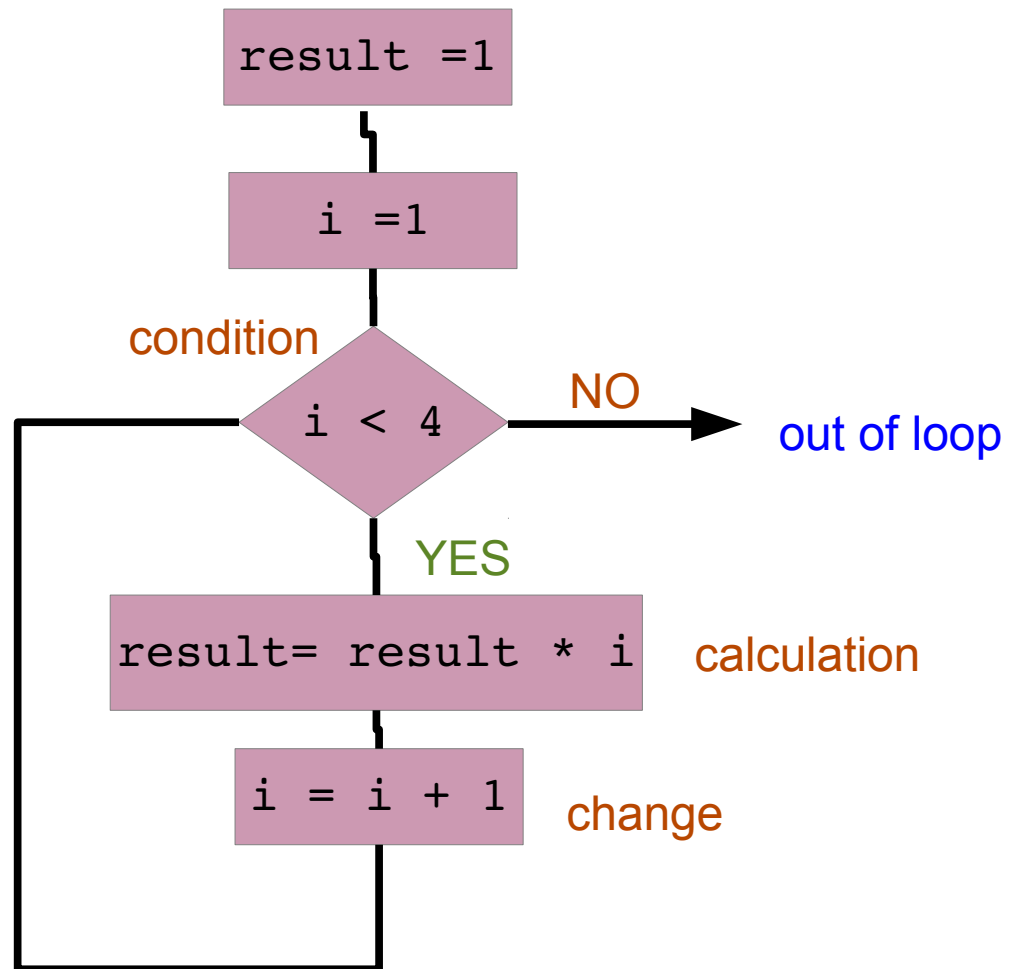 result =1
i =1
condition
i < 4
NO
out of loop
YES
result= result * i
calculation
i = i + 1
change